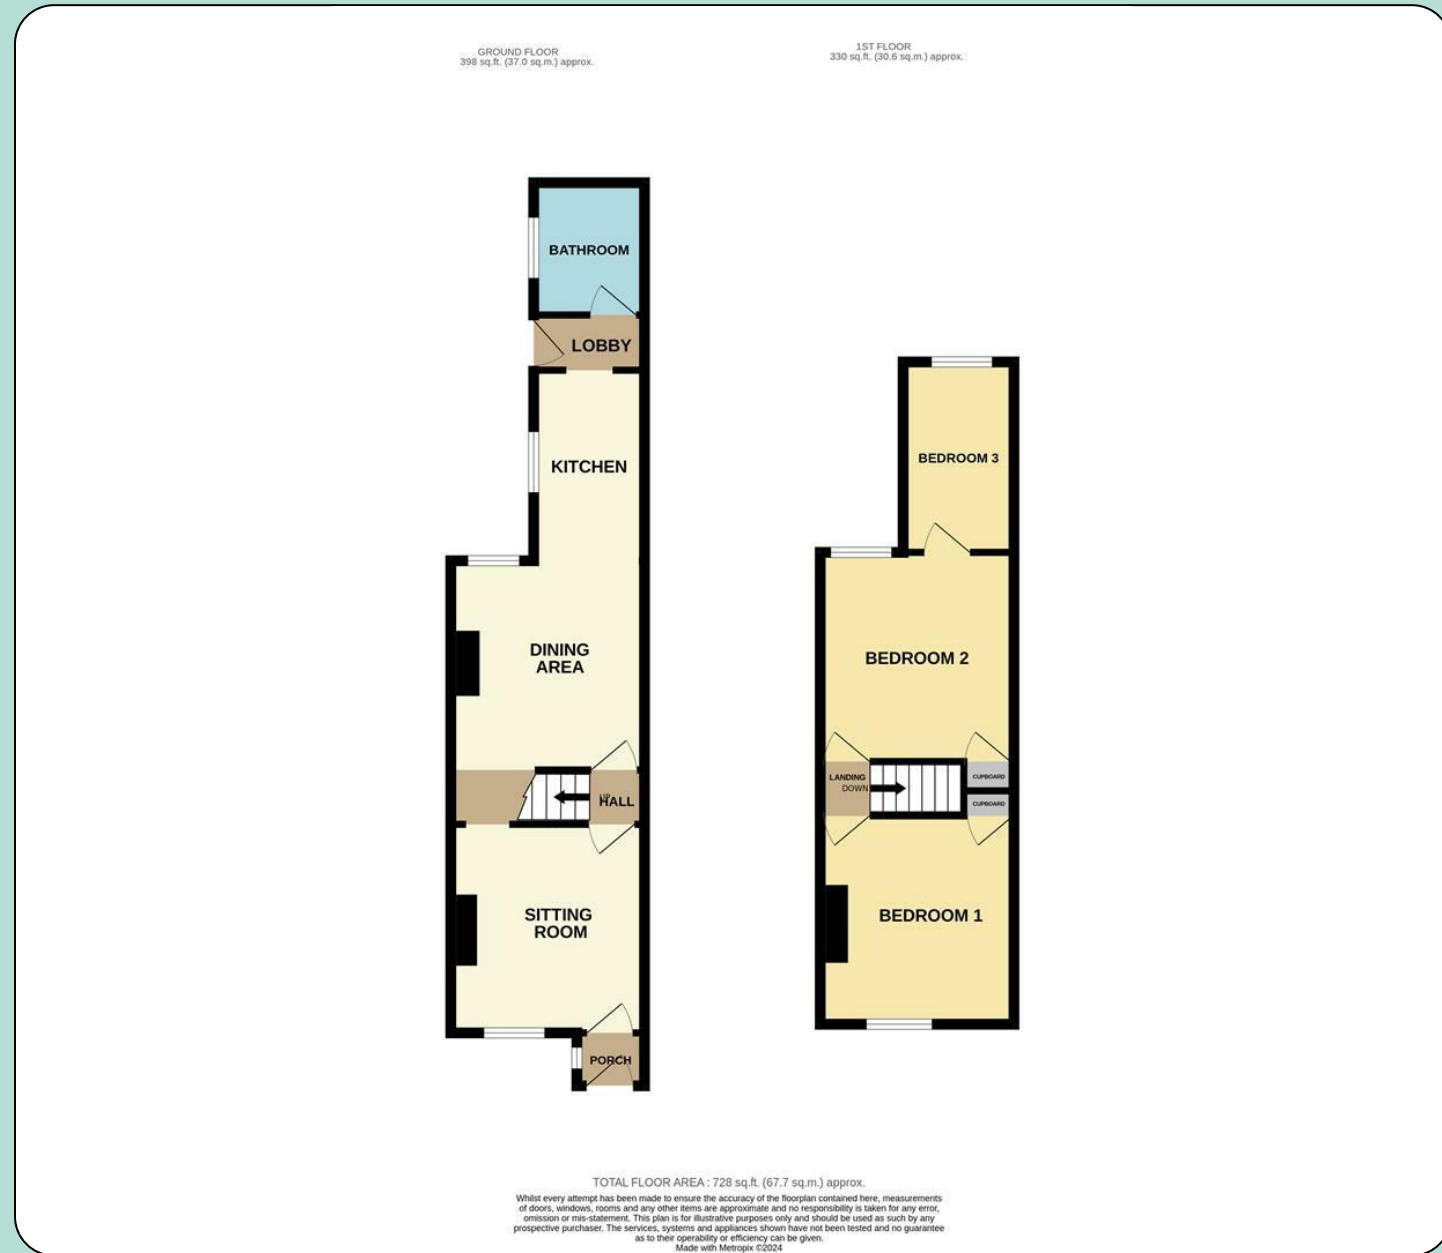 GROUND FLOOR
398 sq.ft. (37.0 sq.m.) approx.
1ST FLOOR
330 sq.ft. (30.6 sq.m.) approx.
BATHROOM
LOBBY
KITCHEN
DINING
AREA
UP
HALL
SITTING
ROOM
PORCH
BEDROOM 3
BEDROOM 2
LANDING
DOWN
CUPBOARD
CUPBOARD
BEDROOM 1
TOTAL FLOOR AREA : 728 sq.ft. (67.7 sq.m.) approx.
Whilst every attempt has been made to ensure the accuracy of the floorplan contained here, measurements
of doors, windows, rooms and any other items are approximate and no responsibility is taken for any error,
omission or mis-statement. This plan is for illustrative purposes only and should be used as such by any
prospective purchaser. The services, systems and appliances shown have not been tested and no guarantee
as to their operability or efficiency can be given.
Made with Metropix ©2024